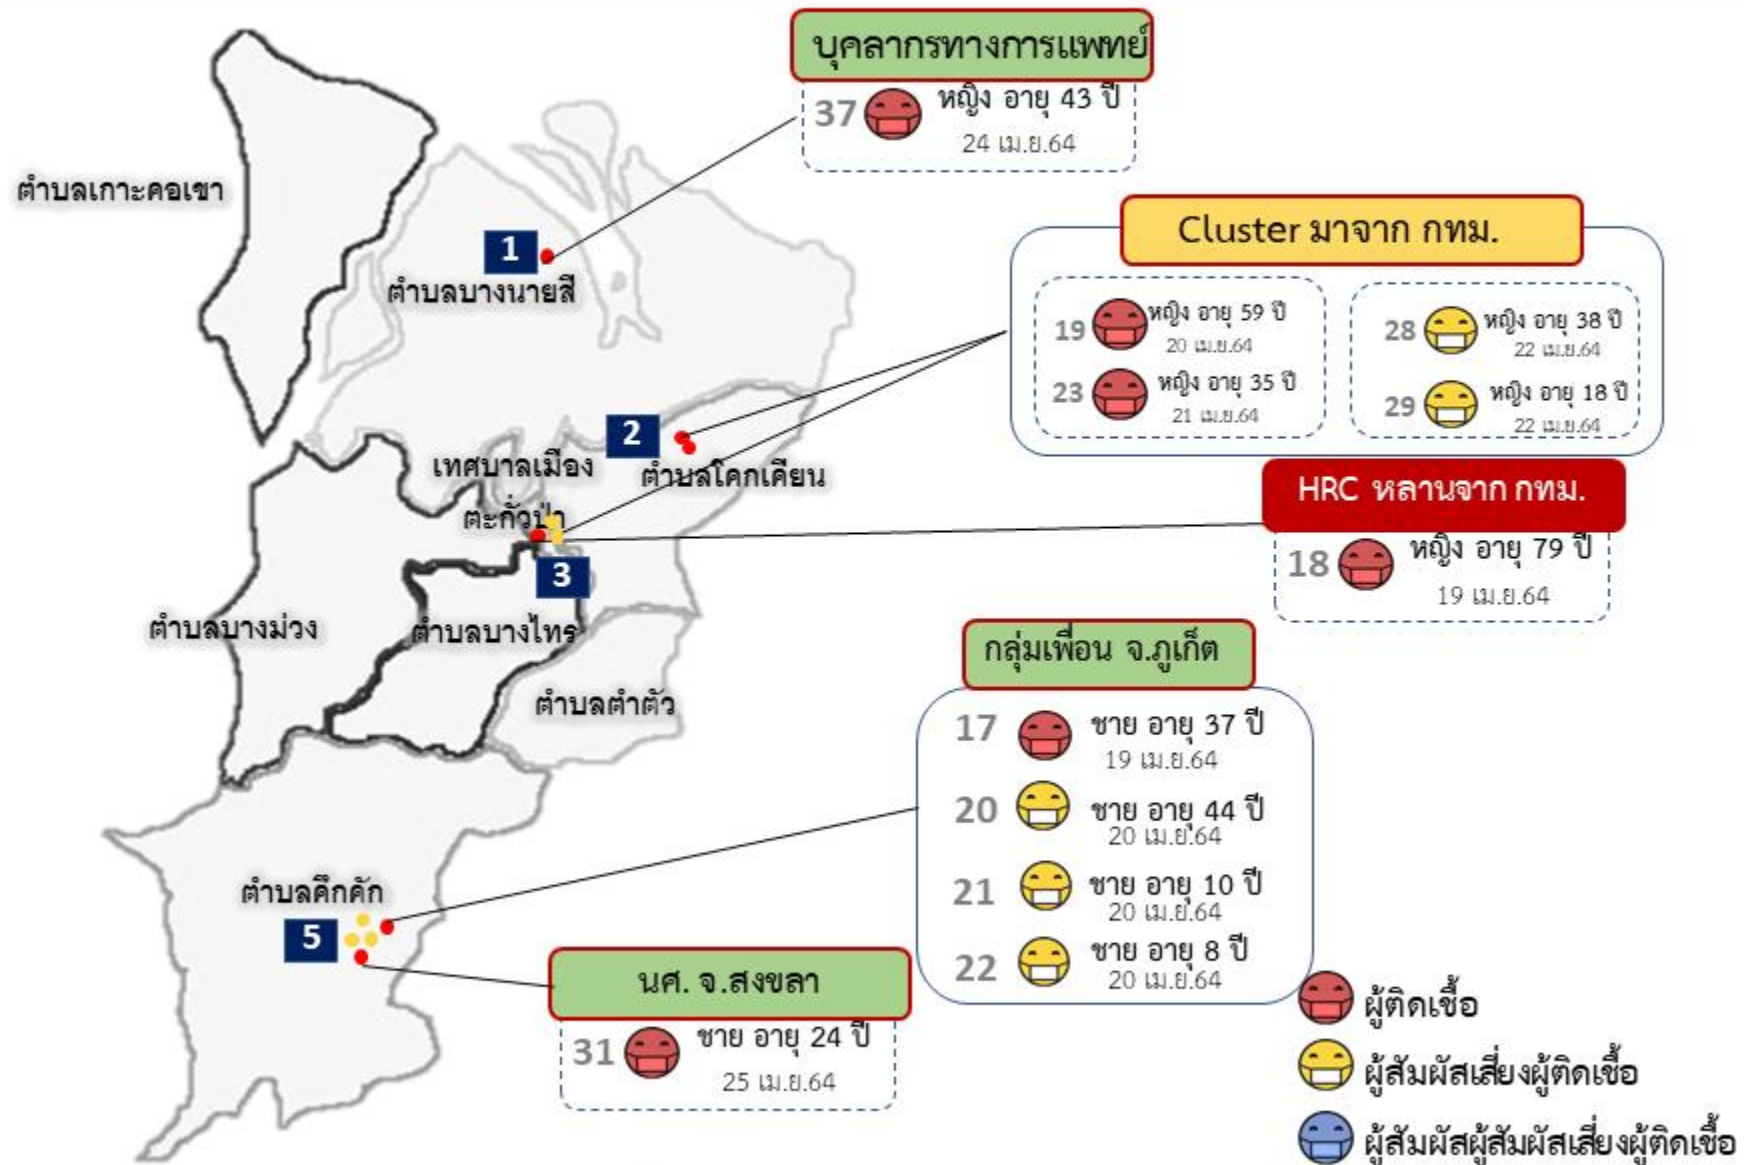 บุคลากรทางการแพทย์
37 หญิง อายุ 43 ปี
24 เม.ย.64
ตำบลเกาะคอเขา
1
ตำบลบางนายสี
Cluster มาจาก กทม.
19 หญิง อายุ 59 ปี
20 เม.ย.64
23 หญิง อายุ 35 ปี
21 เม.ย.64
28 หญิง อายุ 38 ปี
22 เม.ย.64
29 หญิง อายุ 18 ปี
22 เม.ย.64
2
ตำบลโคกเคียน
เทศบาลเมือง
ตะกั่วป่า
3
HRC หลานจาก กทม.
18 หญิง อายุ 79 ปี
19 เม.ย.64
ตำบลบางม่วง
ตำบลบางไทร
ตำบลตำตัว
กลุ่มเพื่อน จ.ภูเก็ต
17 ชาย อายุ 37 ปี
19 เม.ย.64
20 ชาย อายุ 44 ปี
20 เม.ย.64
21 ชาย อายุ 10 ปี
20 เม.ย.64
22 ชาย อายุ 8 ปี
20 เม.ย.64
ตำบลคึกคัก
5
นศ. จ.สงขลา
31 ชาย อายุ 24 ปี
25 เม.ย.64
ผู้ติดเชื้อ
ผู้สัมผัสเสี่ยงผู้ติดเชื้อ
ผู้สัมผัสผู้สัมผัสเสี่ยงผู้ติดเชื้อ